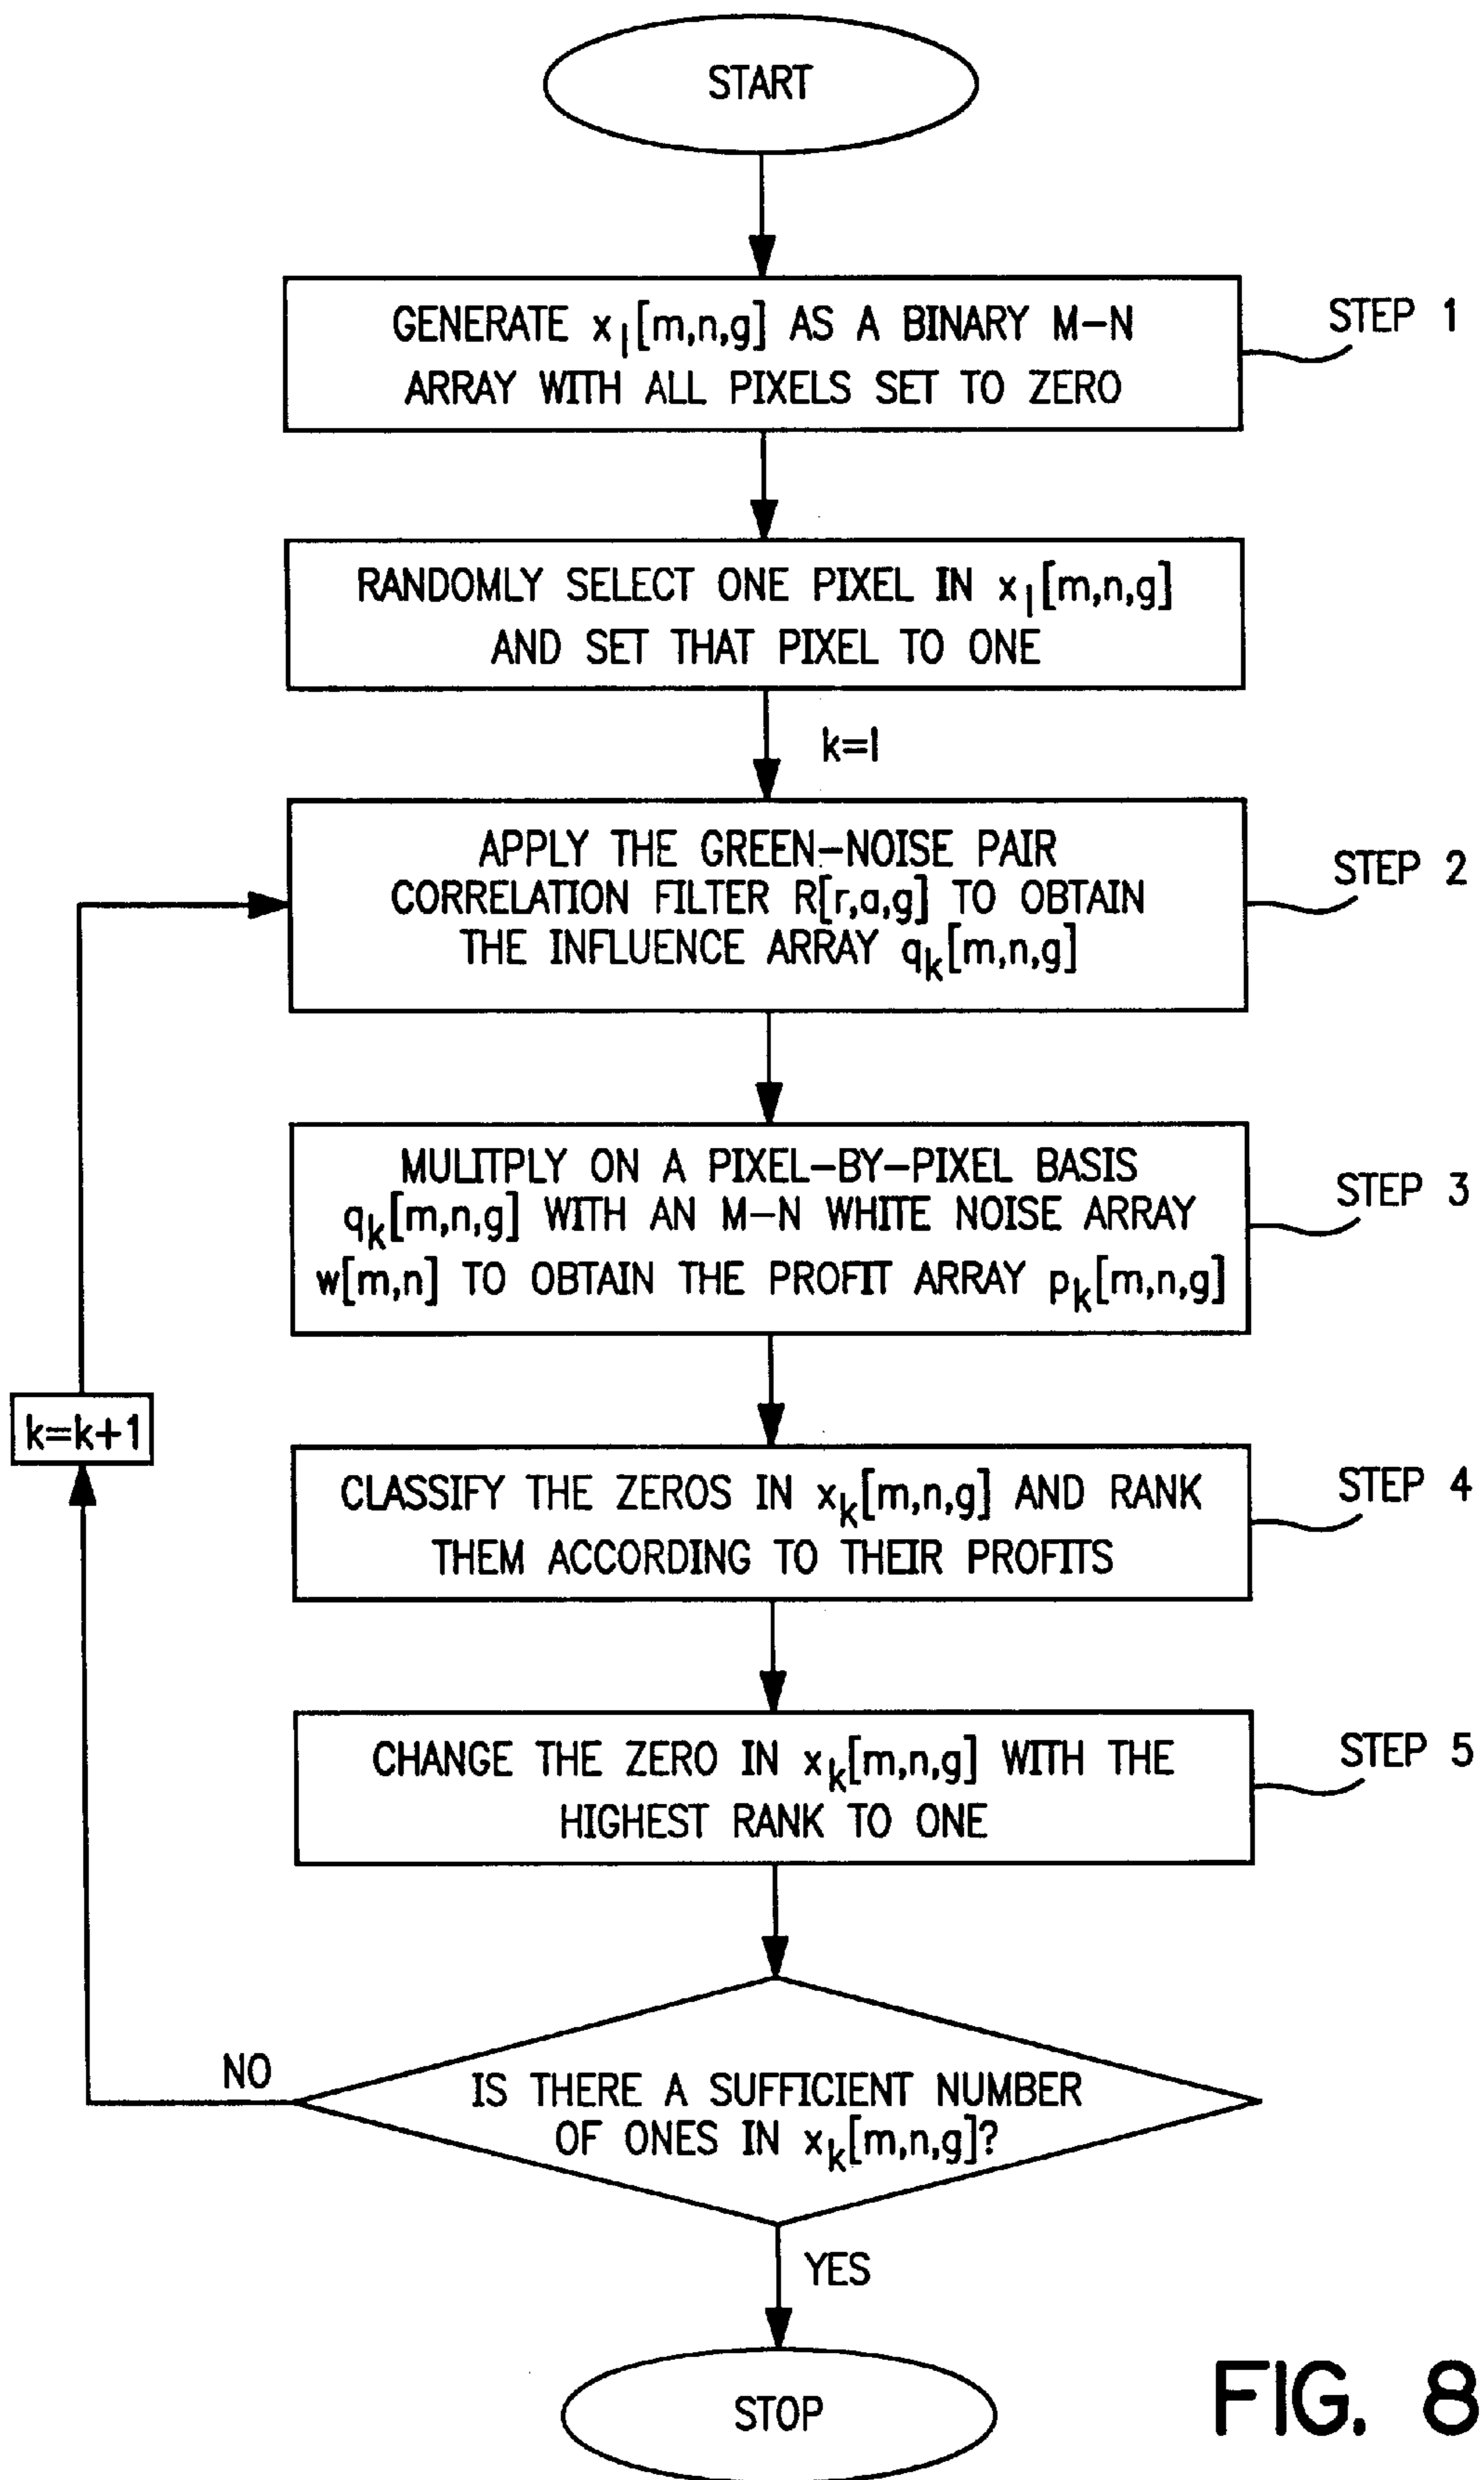 START
GENERATE x1[m,n,g] AS A BINARY M-N
ARRAY WITH ALL PIXELS SET TO ZERO
STEP 1
RANDOMLY SELECT ONE PIXEL IN x1[m,n,g]
AND SET THAT PIXEL TO ONE
k=1
APPLY THE GREEN-NOISE PAIR
CORRELATION FILTER R[r,a,g] TO OBTAIN
THE INFLUENCE ARRAY qk[m,n,g]
STEP 2
MULITPLY ON A PIXEL-BY-PIXEL BASIS
qk[m,n,g] WITH AN M-N WHITE NOISE ARRAY
w[m,n] TO OBTAIN THE PROFIT ARRAY pk[m,n,g]
STEP 3
k=k+1
CLASSIFY THE ZEROS IN xk[m,n,g] AND RANK
THEM ACCORDING TO THEIR PROFITS
STEP 4
CHANGE THE ZERO IN xk[m,n,g] WITH THE
HIGHEST RANK TO ONE
STEP 5
NO
IS THERE A SUFFICIENT NUMBER
OF ONES IN xk[m,n,g]?
YES
STOP
FIG. 8